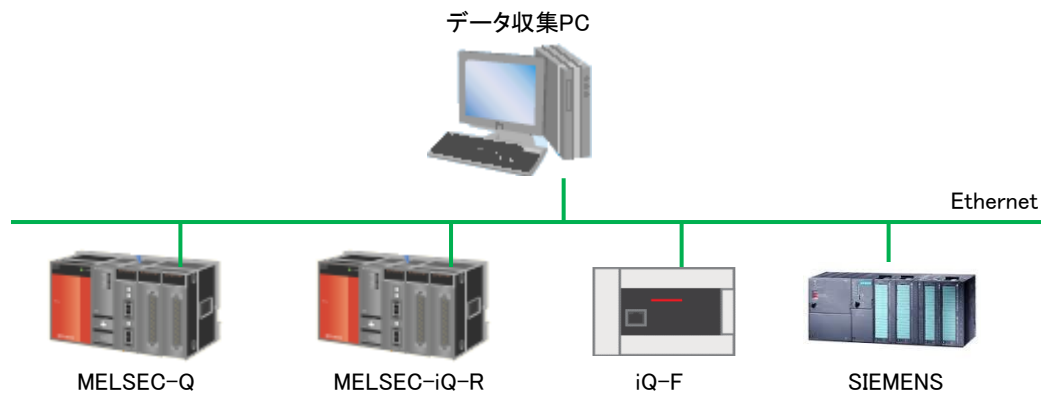 データ収集PC
Ethernet
MELSEC-Q
MELSEC-iQ-R
iQ-F
SIEMENS